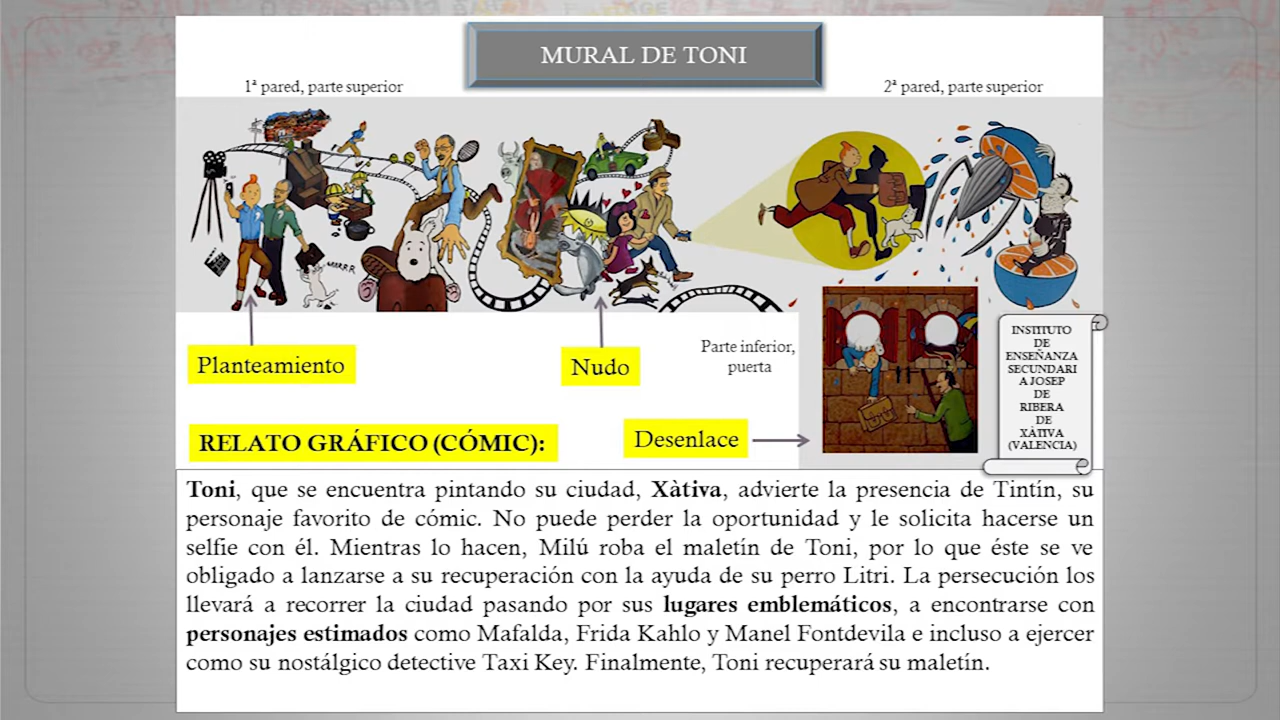 MURAL DE TONI
1ª pared, parte superior
2ª pared, parte superior
Planteamiento
Nudo
Parte inferior,
puerta
RELATO GRÁFICO (CÓMIC):
Desenlace
INSTITUTO
DE
ENSEÑANZA
SECUNDARI
A JOSEP
DE
RIBERA
DE
XÀTIVA
(VALENCIA)
Toni, que se encuentra pintando su ciudad, Xàtiva, advierte la presencia de Tintín, su
personaje favorito de cómic. No puede perder la oportunidad y le solicita hacerse un
selfie con él. Mientras lo hacen, Milú roba el maletín de Toni, por lo que éste se ve
obligado a lanzarse a su recuperación con la ayuda de su perro Litri. La persecución los
llevará a recorrer la ciudad pasando por sus lugares emblemáticos, a encontrarse con
personajes estimados como Mafalda, Frida Kahlo y Manel Fontdevila e incluso a ejercer
como su nostálgico detective Taxi Key. Finalmente, Toni recuperará su maletín.